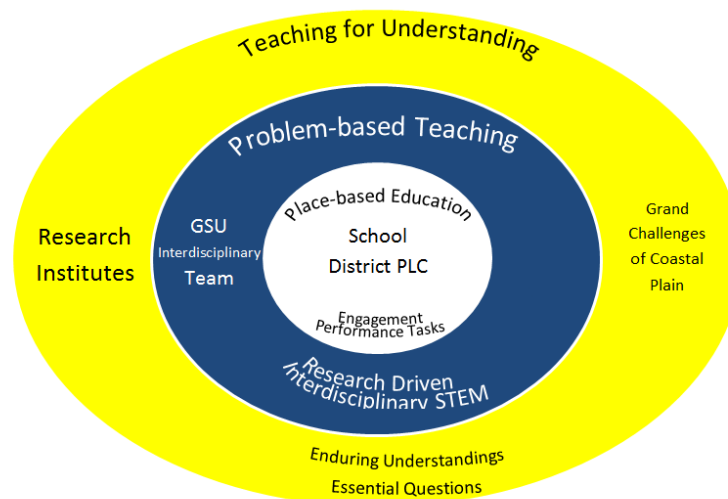 Teaching for Understanding
Problem-based Teaching
Place-based Education
School
District PLC
Engagement
Performance Tasks
GSU
Interdisciplinary
Team
Research Driven
Interdisciplinary STEM
Research
Institutes
Grand
Challenges
of Coastal
Plain
Enduring Understandings
Essential Questions